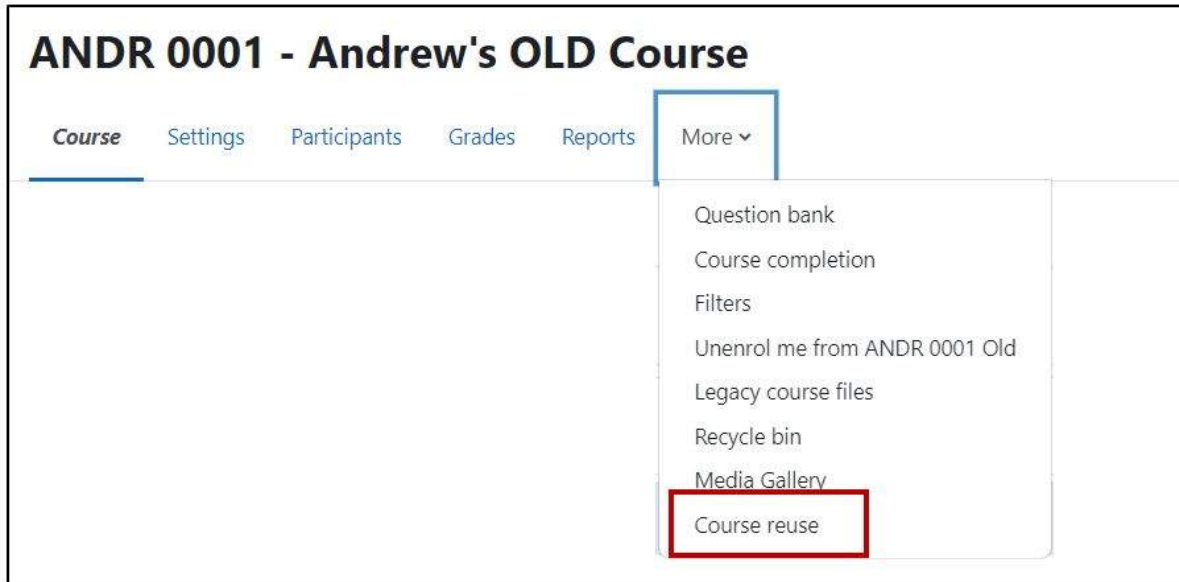 ANDR 0001 - Andrew's OLD Course
Course Settings Participants Grades Reports More
Question bank
Course completion
Filters
Unenrol me from ANDR 0001 Old
Legacy course files
Recycle bin
Media Gallery
Course reuse